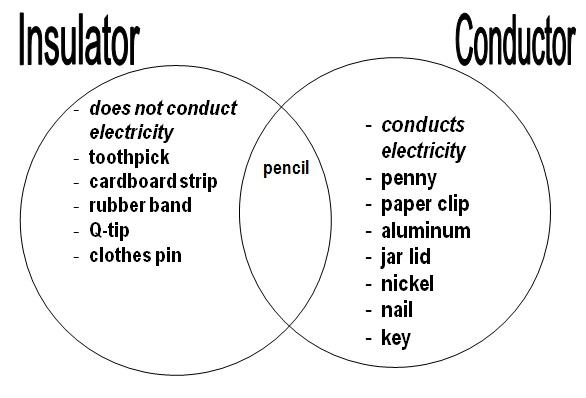 Insulator
Conductor
- does not conduct
electricity
- toothpick
- cardboard strip
- rubber band
- Q-tip
- clothes pin
pencil
- conducts
electricity
- penny
- paper clip
- aluminum
- jar lid
- nickel
- nail
- key